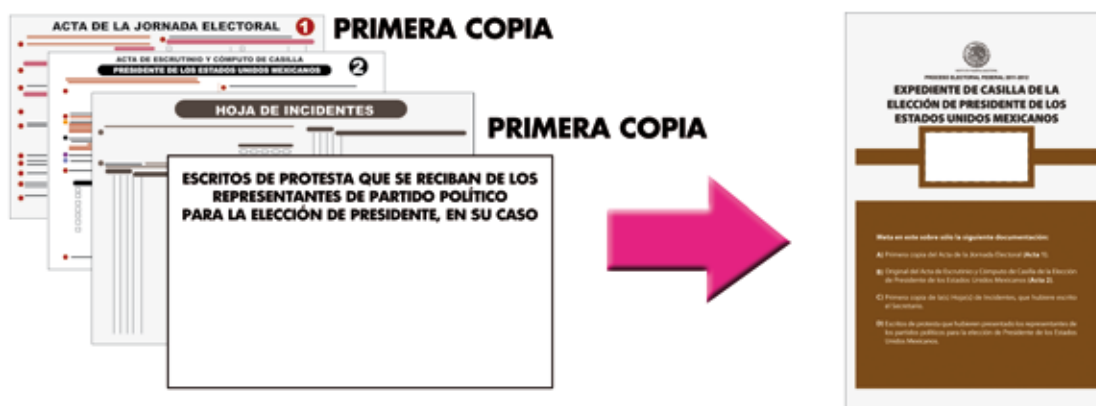 ACTA DE LA JORNADA ELECTORAL 1
PRIMERA COPIA
ACTA DE ESCRUTINIO Y CÓMPUTO DE CASILLA
PRESIDENTE DE LOS ESTADOS UNIDOS MEXICANOS
2
HOJA DE INCIDENTES
PRIMERA COPIA
ESCRITOS DE PROTESTA QUE SE RECIBAN DE LOS
REPRESENTANTES DE PARTIDO POLÍTICO
PARA LA ELECCIÓN DE PRESIDENTE, EN SU CASO
PROCESO ELECTORAL FEDERAL 2011-2012
EXPEDIENTE DE CASILLA DE LA
ELECCIÓN DE PRESIDENTE DE LOS
ESTADOS UNIDOS MEXICANOS
Meta en este sobre sólo la siguiente documentación:
A) Primera copia del Acta de la Jornada Electoral (Acta 1).
B) Original del Acta de Escrutinio y Cómputo de Casilla de la Elección
de Presidente de los Estados Unidos Mexicanos (Acta 2).
C) Primera copia de la(s) Hoja(s) de Incidentes, que hubiere escrito
el Secretario.
D) Escritos de protesta que hubieren presentado los representantes de
los partidos políticos para la elección de Presidente de los Estados
Unidos Mexicanos.